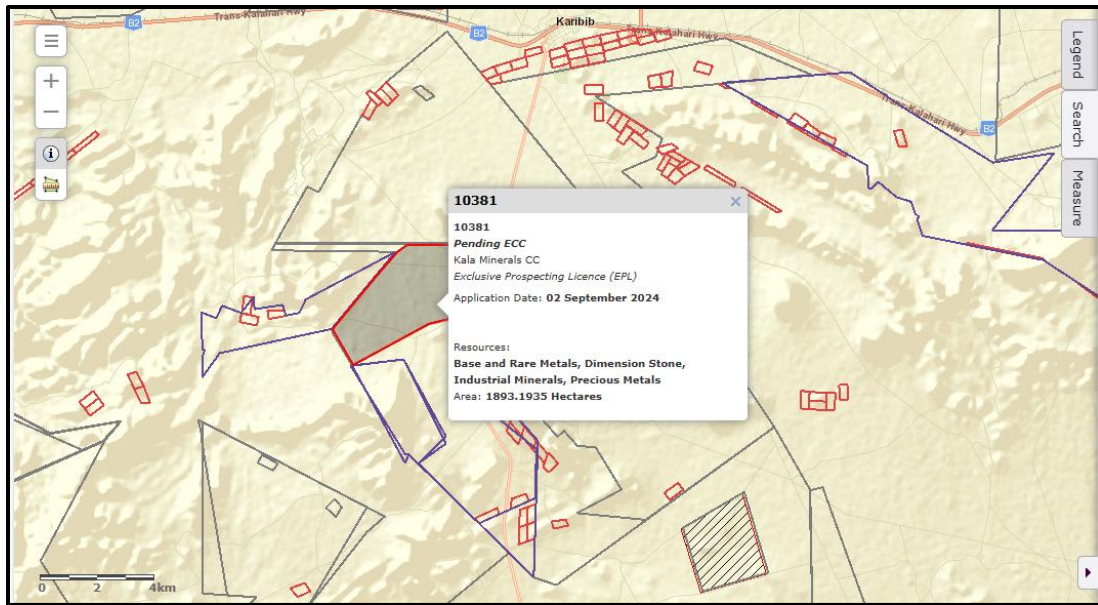 Trans-Kalahari Hwy
B2
B2
Karibib
Trans-Kalahari Hwy
Trans-Kalahari Hwy
B2
Legend
Search
Measure
10381
10381
Pending ECC
Kala Minerals CC
Exclusive Prospecting Licence (EPL)
Application Date: 02 September 2024
Resources:
Base and Rare Metals, Dimension Stone,
Industrial Minerals, Precious Metals
Area: 1893.1935 Hectares
0 2 4km